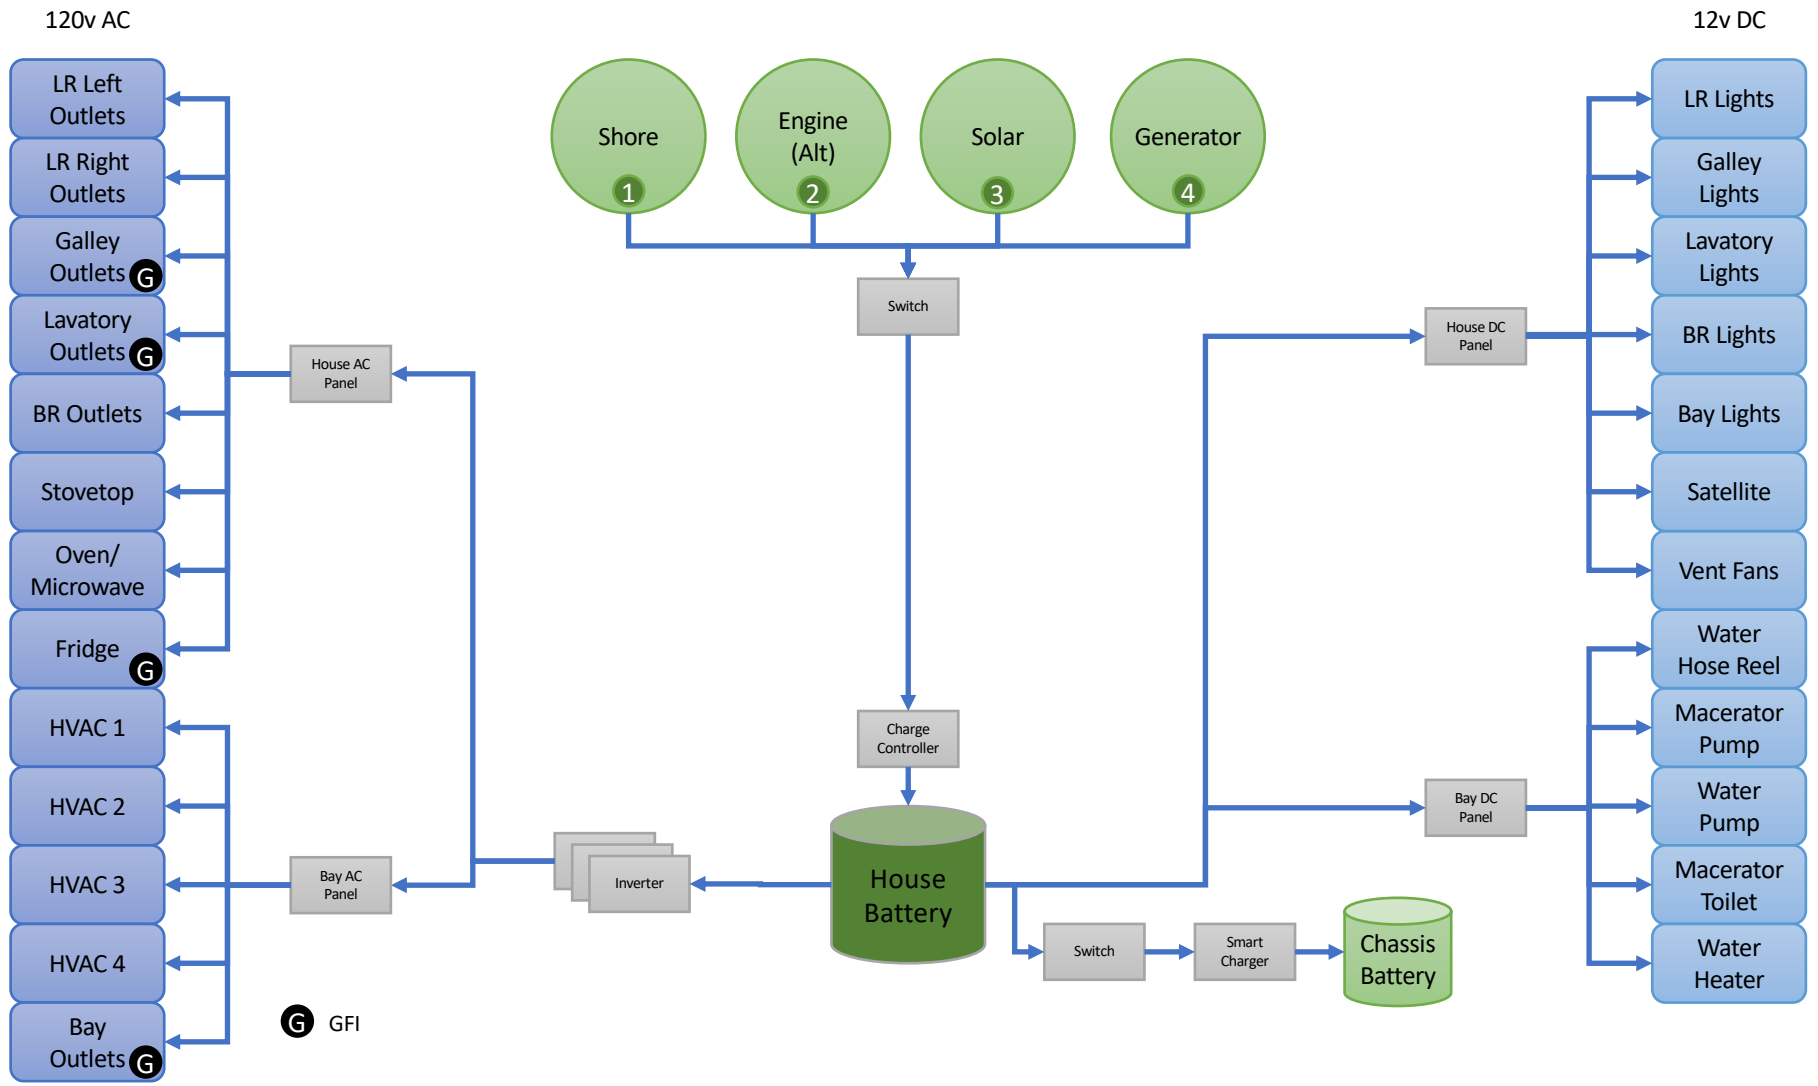 120v AC
12v DC
LR Left
Outlets
LR Right
Outlets
Galley
Outlets
G
Lavatory
Outlets
G
BR Outlets
Stovetop
Oven/
Microwave
Fridge
G
HVAC 1
HVAC 2
HVAC 3
HVAC 4
Bay
Outlets
G
House AC
Panel
Bay AC
Panel
G GFI
Inverter
Shore
1
Engine
(Alt)
2
Solar
3
Generator
4
Switch
Charge
Controller
House
Battery
Switch
Smart
Charger
Chassis
Battery
House DC
Panel
Bay DC
Panel
LR Lights
Galley
Lights
Lavatory
Lights
BR Lights
Bay Lights
Satellite
Vent Fans
Water
Hose Reel
Macerator
Pump
Water
Pump
Macerator
Toilet
Water
Heater